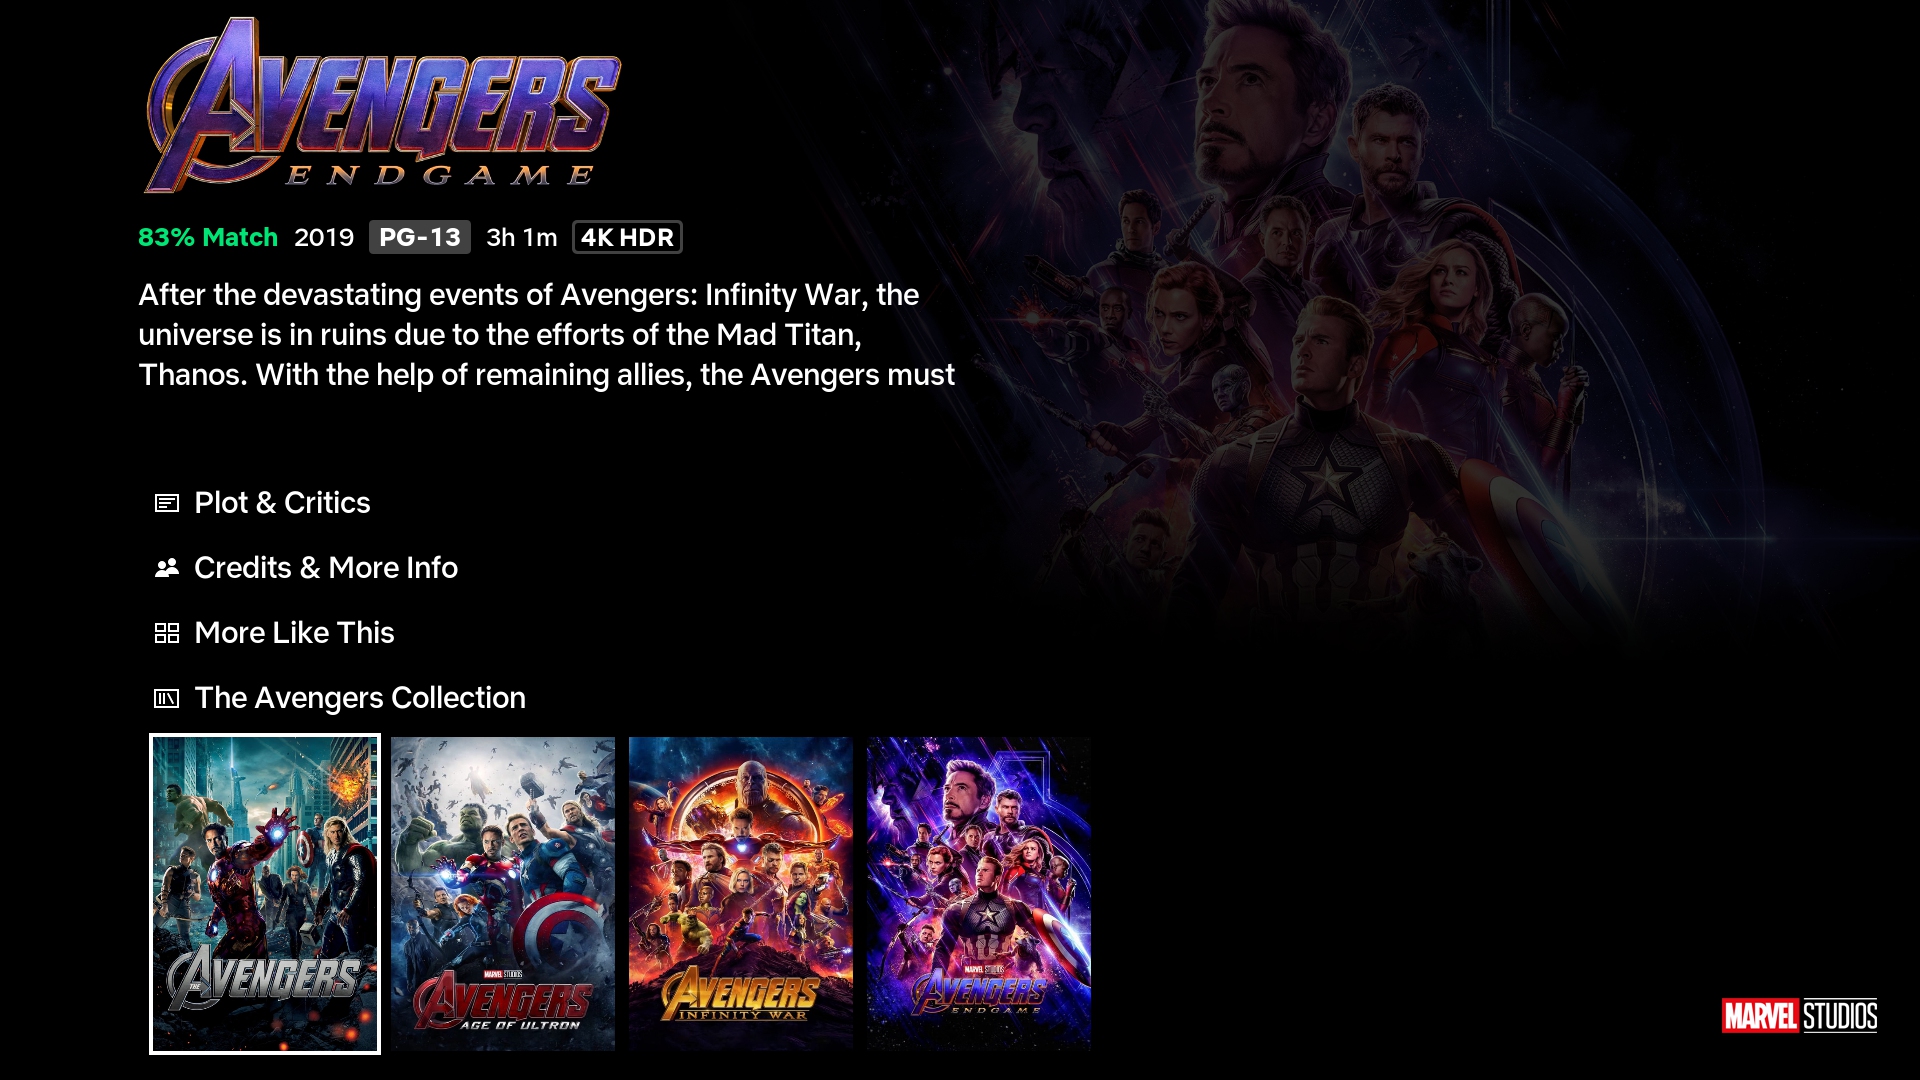 AVENGERS
ENDGAME
83% Match 2019 PG-13 3h 1m 4K HDR
After the devastating events of Avengers: Infinity War, the
universe is in ruins due to the efforts of the Mad Titan,
Thanos. With the help of remaining allies, the Avengers must
Plot & Critics
Credits & More Info
More Like This
The Avengers Collection
THE AVENGERS
MARVEL STUDIOS
AVENGERS
AGE OF ULTRON
AVENGERS
INFINITY WAR
MARVEL STUDIOS
AVENGERS
ENDGAME
MARVEL STUDIOS